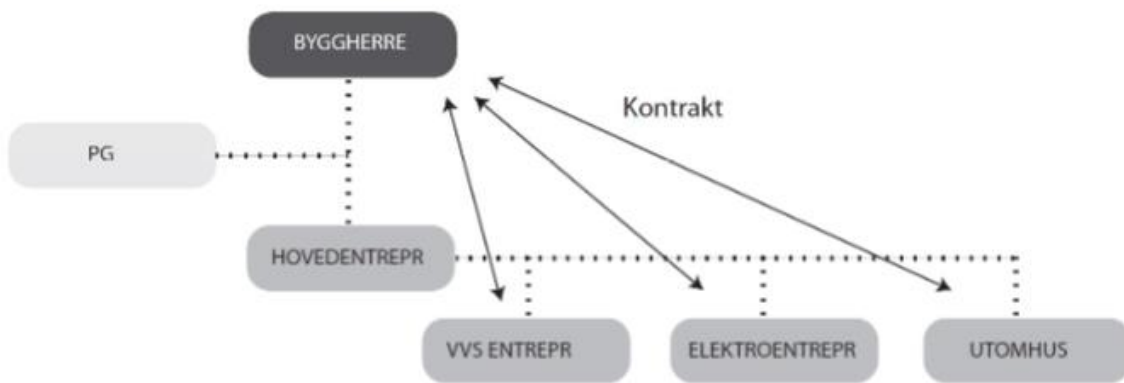 BYGGHERRE
Kontrakt
PG
HOVEDENTREPR
VVS ENTREPR
ELEKTROENTREPR
UTOMHUS